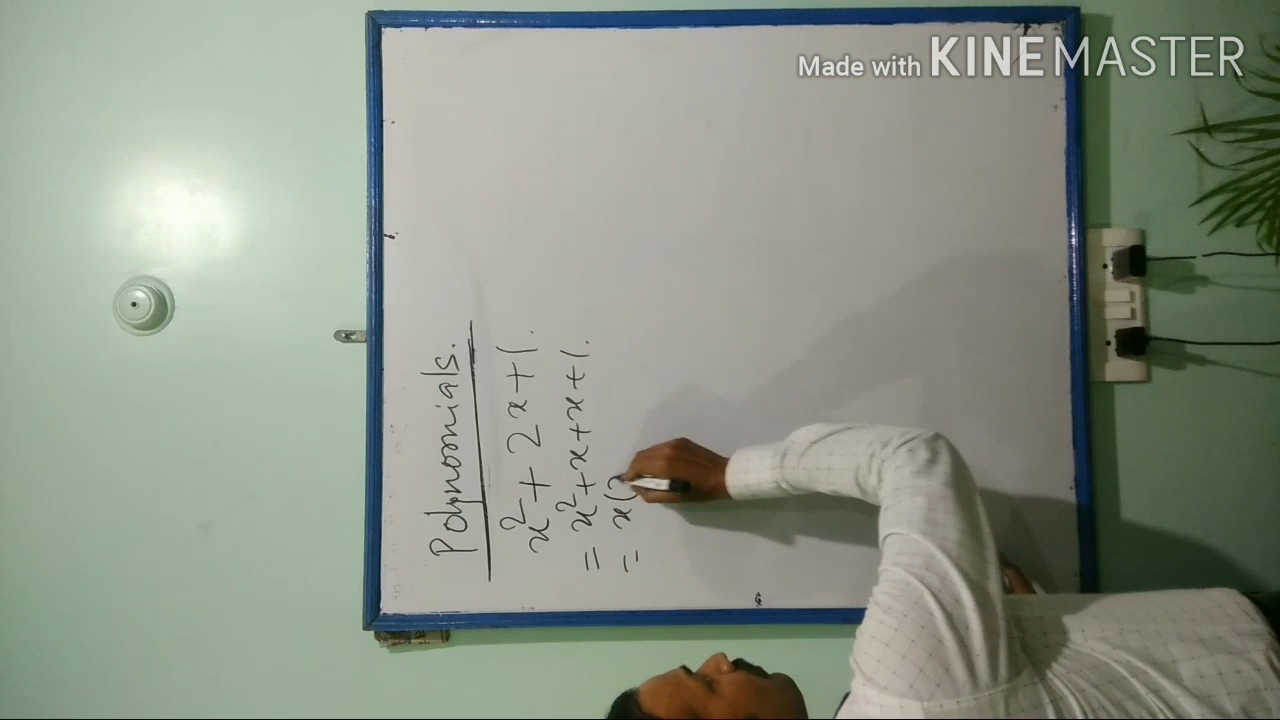 Made with KINEMASTER
Polynomials.
x² + 2x + 1.
= x² + x + x + 1.
= x(